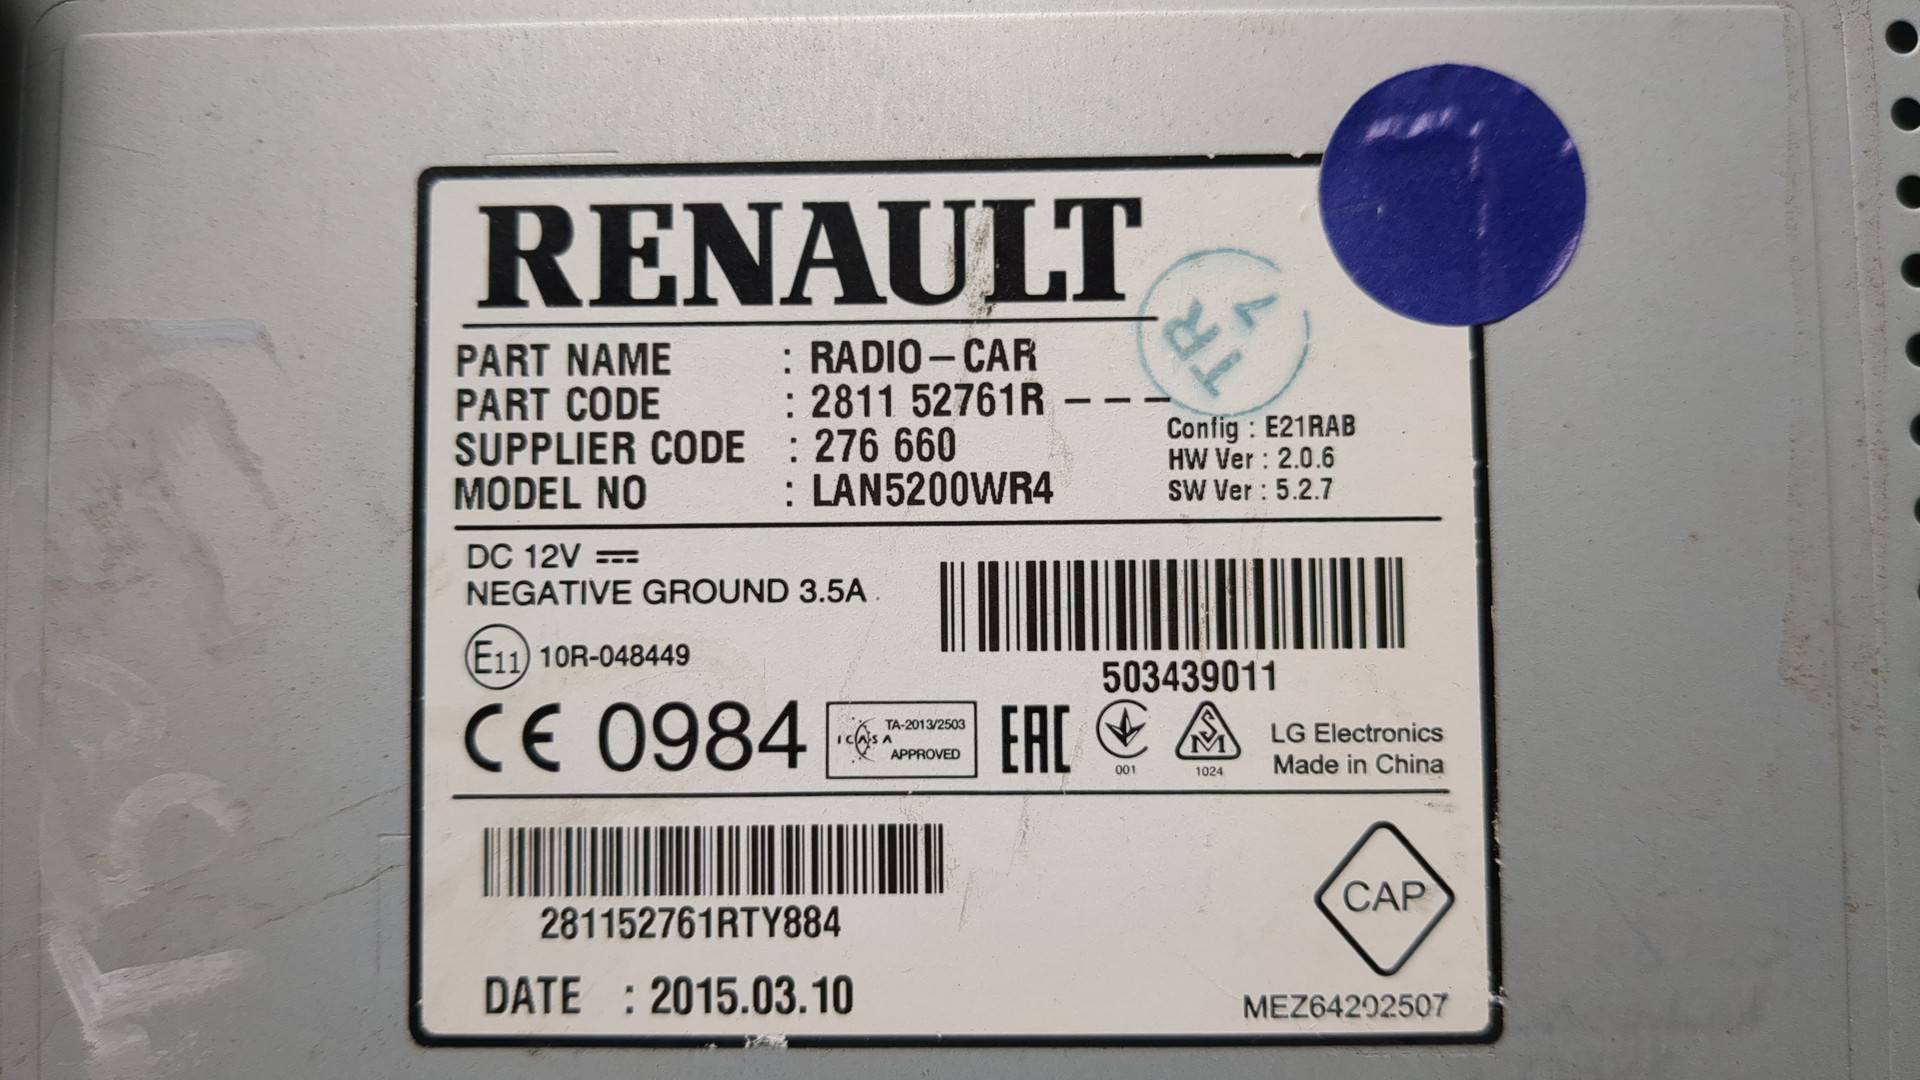 RENAULT
TR
7
PART NAME : RADIO-CAR
PART CODE : 2811 52761R ---
SUPPLIER CODE : 276 660
MODEL NO : LAN5200WR4
Config : E21RAB
HW Ver : 2.0.6
SW Ver : 5.2.7
DC 12V
NEGATIVE GROUND 3.5A
E11 10R-048449
503439011
CE 0984
ICASA
TA-2013/2503
APPROVED
EAC
001
SM
1024
LG Electronics
Made in China
281152761RTY884
CAP
DATE : 2015.03.10
MEZ64202507